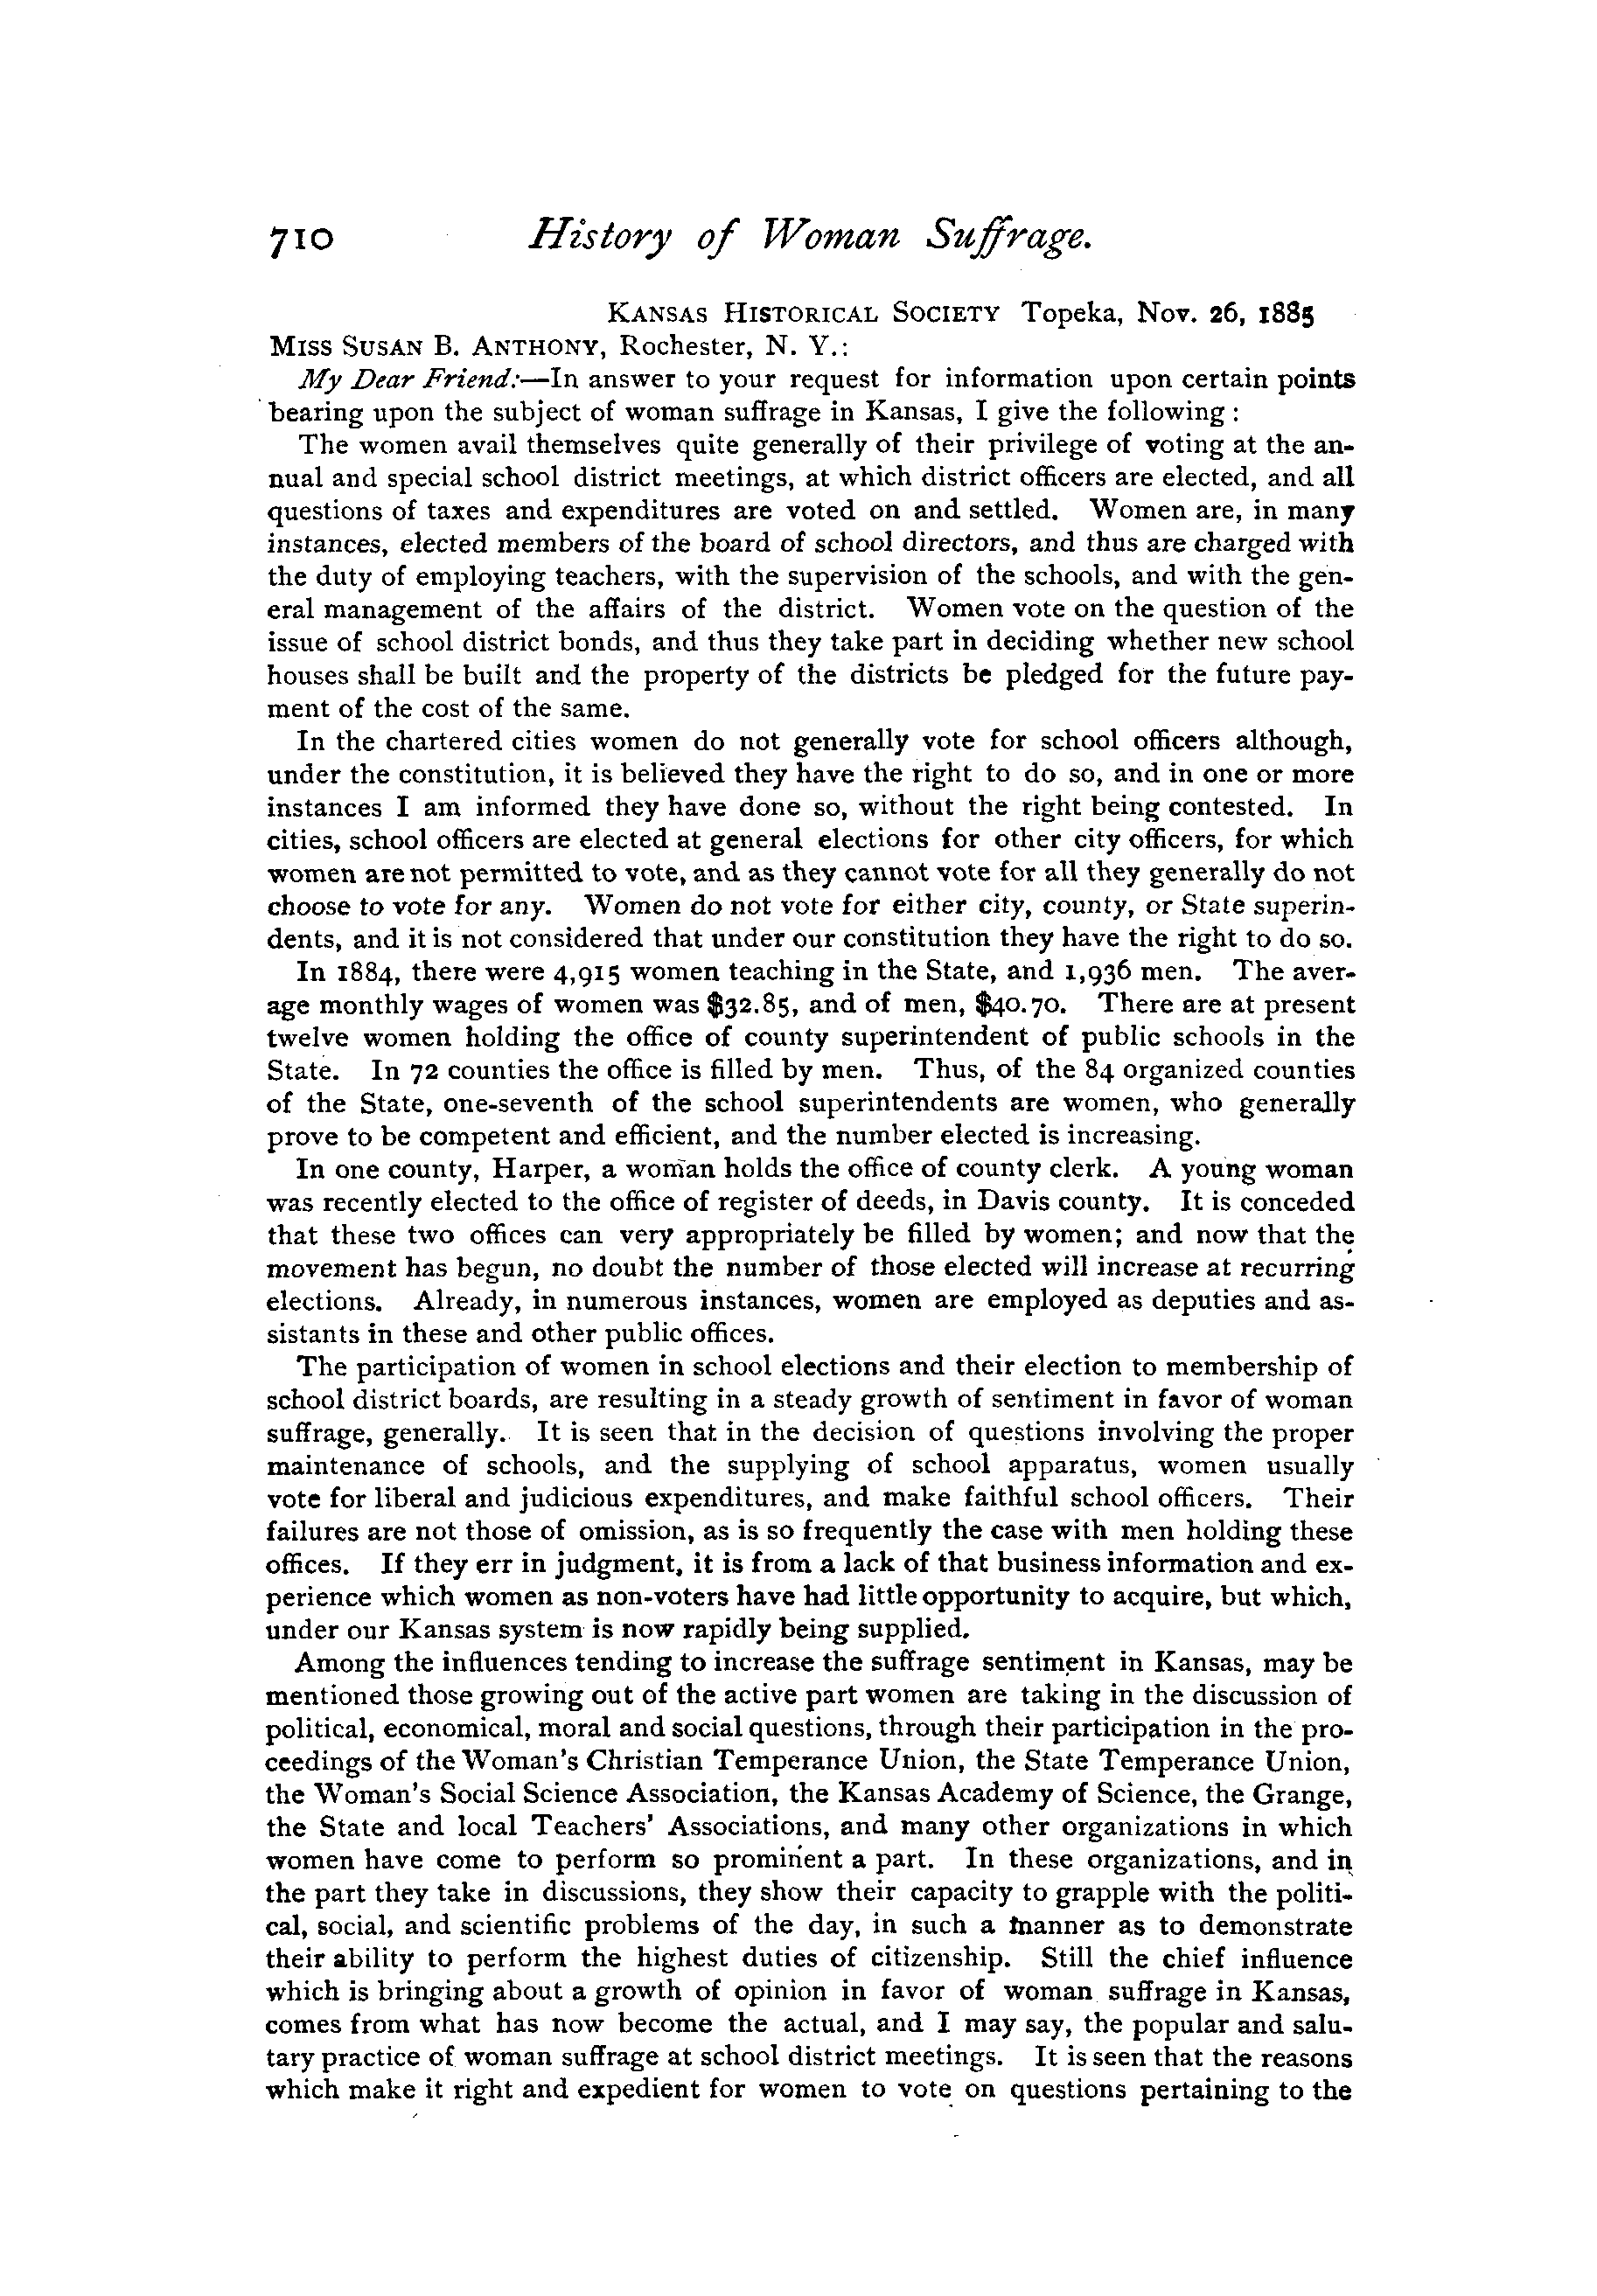 710 History of Woman Suffrage.
KANSAS HISTORICAL SOCIETY Topeka, Nov. 26, 1885
MISS SUSAN B. ANTHONY, Rochester, N. Y.:
My Dear Friend:—In answer to your request for information upon certain points
bearing upon the subject of woman suffrage in Kansas, I give the following :
The women avail themselves quite generally of their privilege of voting at the an-
nual and special school district meetings, at which district officers are elected, and all
questions of taxes and expenditures are voted on and settled. Women are, in many
instances, elected members of the board of school directors, and thus are charged with
the duty of employing teachers, with the supervision of the schools, and with the gen-
eral management of the affairs of the district. Women vote on the question of the
issue of school district bonds, and thus they take part in deciding whether new school
houses shall be built and the property of the districts be pledged for the future pay-
ment of the cost of the same.
In the chartered cities women do not generally vote for school officers although,
under the constitution, it is believed they have the right to do so, and in one or more
instances I am informed they have done so, without the right being contested. In
cities, school officers are elected at general elections for other city officers, for which
women are not permitted to vote, and as they cannot vote for all they generally do not
choose to vote for any. Women do not vote for either city, county, or State superin-
dents, and it is not considered that under our constitution they have the right to do so.
In 1884, there were 4,915 women teaching in the State, and 1,936 men. The aver-
age monthly wages of women was $32.85, and of men, $40.70. There are at present
twelve women holding the office of county superintendent of public schools in the
State. In 72 counties the office is filled by men. Thus, of the 84 organized counties
of the State, one-seventh of the school superintendents are women, who generally
prove to be competent and efficient, and the number elected is increasing.
In one county, Harper, a woman holds the office of county clerk. A young woman
was recently elected to the office of register of deeds, in Davis county. It is conceded
that these two offices can very appropriately be filled by women; and now that the
movement has begun, no doubt the number of those elected will increase at recurring
elections. Already, in numerous instances, women are employed as deputies and as-
sistants in these and other public offices.
The participation of women in school elections and their election to membership of
school district boards, are resulting in a steady growth of sentiment in favor of woman
suffrage, generally. It is seen that in the decision of questions involving the proper
maintenance of schools, and the supplying of school apparatus, women usually
vote for liberal and judicious expenditures, and make faithful school officers. Their
failures are not those of omission, as is so frequently the case with men holding these
offices. If they err in judgment, it is from a lack of that business information and ex-
perience which women as non-voters have had little opportunity to acquire, but which,
under our Kansas system is now rapidly being supplied.
Among the influences tending to increase the suffrage sentiment in Kansas, may be
mentioned those growing out of the active part women are taking in the discussion of
political, economical, moral and social questions, through their participation in the pro-
ceedings of the Woman's Christian Temperance Union, the State Temperance Union,
the Woman's Social Science Association, the Kansas Academy of Science, the Grange,
the State and local Teachers' Associations, and many other organizations in which
women have come to perform so prominent a part. In these organizations, and in
the part they take in discussions, they show their capacity to grapple with the politi-
cal, social, and scientific problems of the day, in such a manner as to demonstrate
their ability to perform the highest duties of citizenship. Still the chief influence
which is bringing about a growth of opinion in favor of woman suffrage in Kansas,
comes from what has now become the actual, and I may say, the popular and salu-
tary practice of woman suffrage at school district meetings. It is seen that the reasons
which make it right and expedient for women to vote on questions pertaining to the